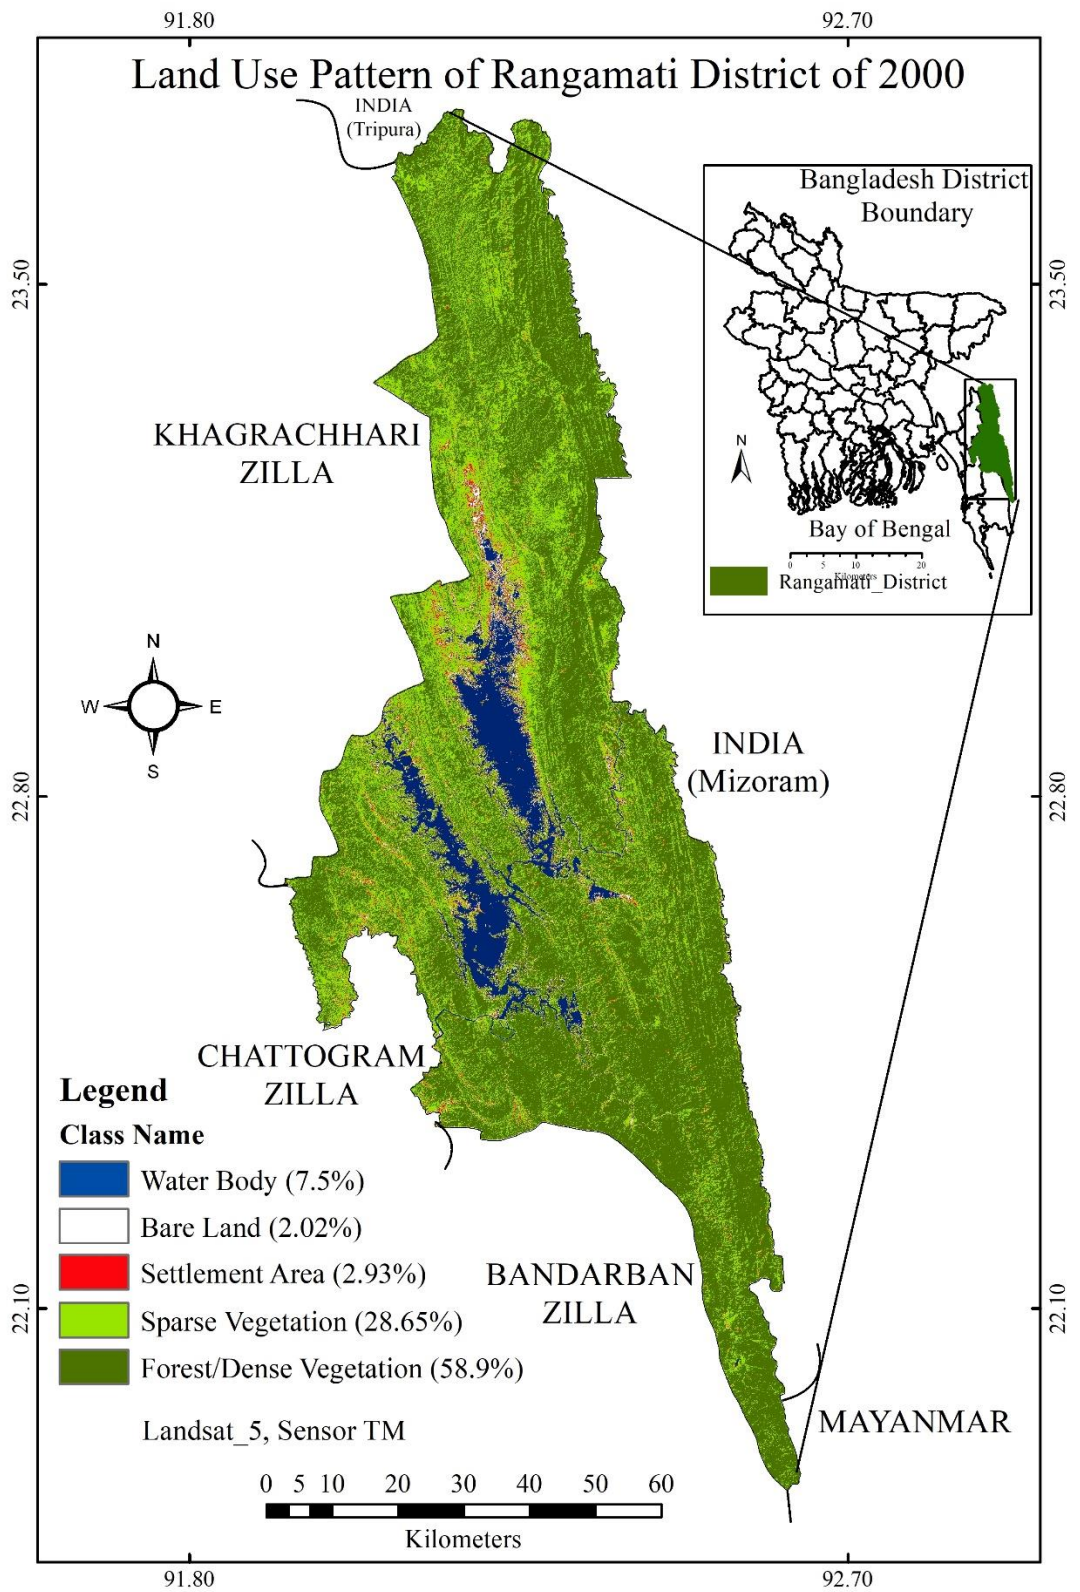 91.80
92.70
Land Use Pattern of Rangamati District of 2000
INDIA
(Tripura)
Bangladesh District
Boundary
23.50
23.50
KHAGRACHHARI
ZILLA
N
Bay of Bengal
0 5 10 20
Kilometers
Rangamati_District
N
W E
S
INDIA
(Mizoram)
22.80
22.80
CHATTOGRAM
ZILLA
Legend
Class Name
Water Body (7.5%)
Bare Land (2.02%)
Settlement Area (2.93%)
Sparse Vegetation (28.65%)
Forest/Dense Vegetation (58.9%)
BANDARBAN
ZILLA
22.10
22.10
Landsat_5, Sensor TM
MAYANMAR
0 5 10 20 30 40 50 60
Kilometers
91.80
92.70